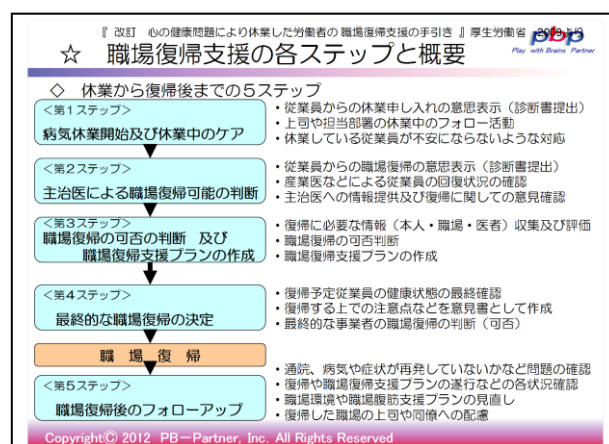 『 改訂 心の健康問題により休業した労働者の 職場復帰支援の手引き 』厚生労働省 2009より
pbp
Play with Brains Partner
☆ 職場復帰支援の各ステップと概要
◇ 休業から復帰後までの5ステップ
<第1ステップ>
病気休業開始及び休業中のケア
・従業員からの休業申し入れの意思表示（診断書提出）
・上司や担当部署の休業中のフォロー活動
・休業している従業員が不安にならないような対応
<第2ステップ>
主治医による職場復帰可能の判断
・従業員からの職場復帰の意思表示（診断書提出）
・産業医などによる従業員の回復状況の確認
・主治医への情報提供及び復帰に関しての意見確認
<第3ステップ>
職場復帰の可否の判断 及び
職場復帰支援プランの作成
・復帰に必要な情報（本人・職場・医者）収集及び評価
・職場復帰の可否判断
・職場復帰支援プランの作成
<第4ステップ>
最終的な職場復帰の決定
・復帰予定従業員の健康状態の最終確認
・復帰する上での注意点などを意見書として作成
・最終的な事業者の職場復帰の判断（可否）
職 場 復 帰
<第5ステップ>
職場復帰後のフォローアップ
・通院、病気や症状が再発していないかなど問題の確認
・復帰や職場復帰支援プランの遂行などの各状況確認
・職場環境や職場腹筋支援プランの見直し
・復帰した職場の上司や同僚への配慮
Copyright© 2012 PB－Partner, Inc. All Rights Reserved